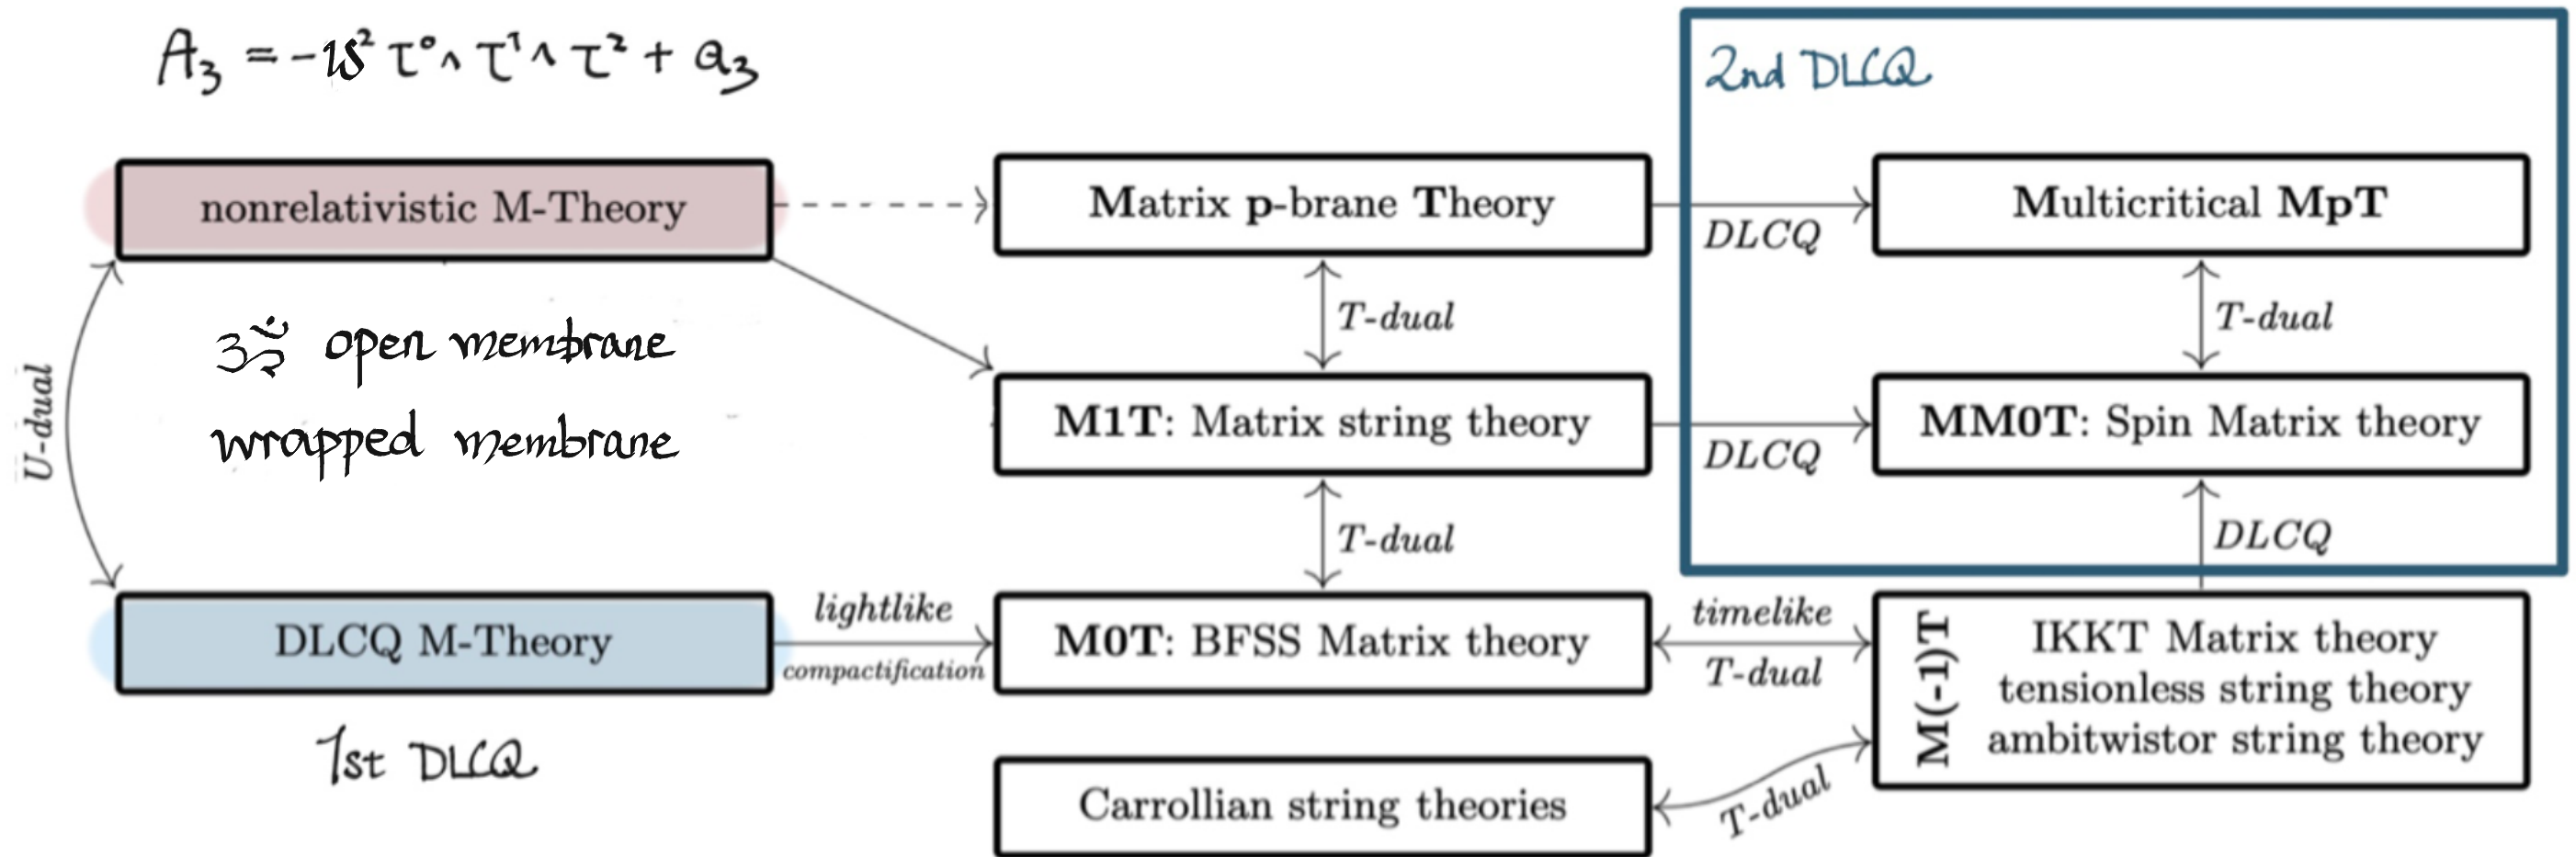 A₃ = -ω² τ⁰ ∧ τ¹ ∧ τ² + a₃
2nd DLCQ
nonrelativistic M-Theory
Matrix p-brane Theory
DLCQ
Multicritical MpT
U-dual
open membrane
wrapped membrane
T-dual
T-dual
M1T: Matrix string theory
DLCQ
MM0T: Spin Matrix theory
T-dual
DLCQ
DLCQ M-Theory
lightlike
compactification
M0T: BFSS Matrix theory
timelike
T-dual
M(-1)T
IKKT Matrix theory
tensionless string theory
ambitwistor string theory
1st DLCQ
Carrollian string theories
T-dual